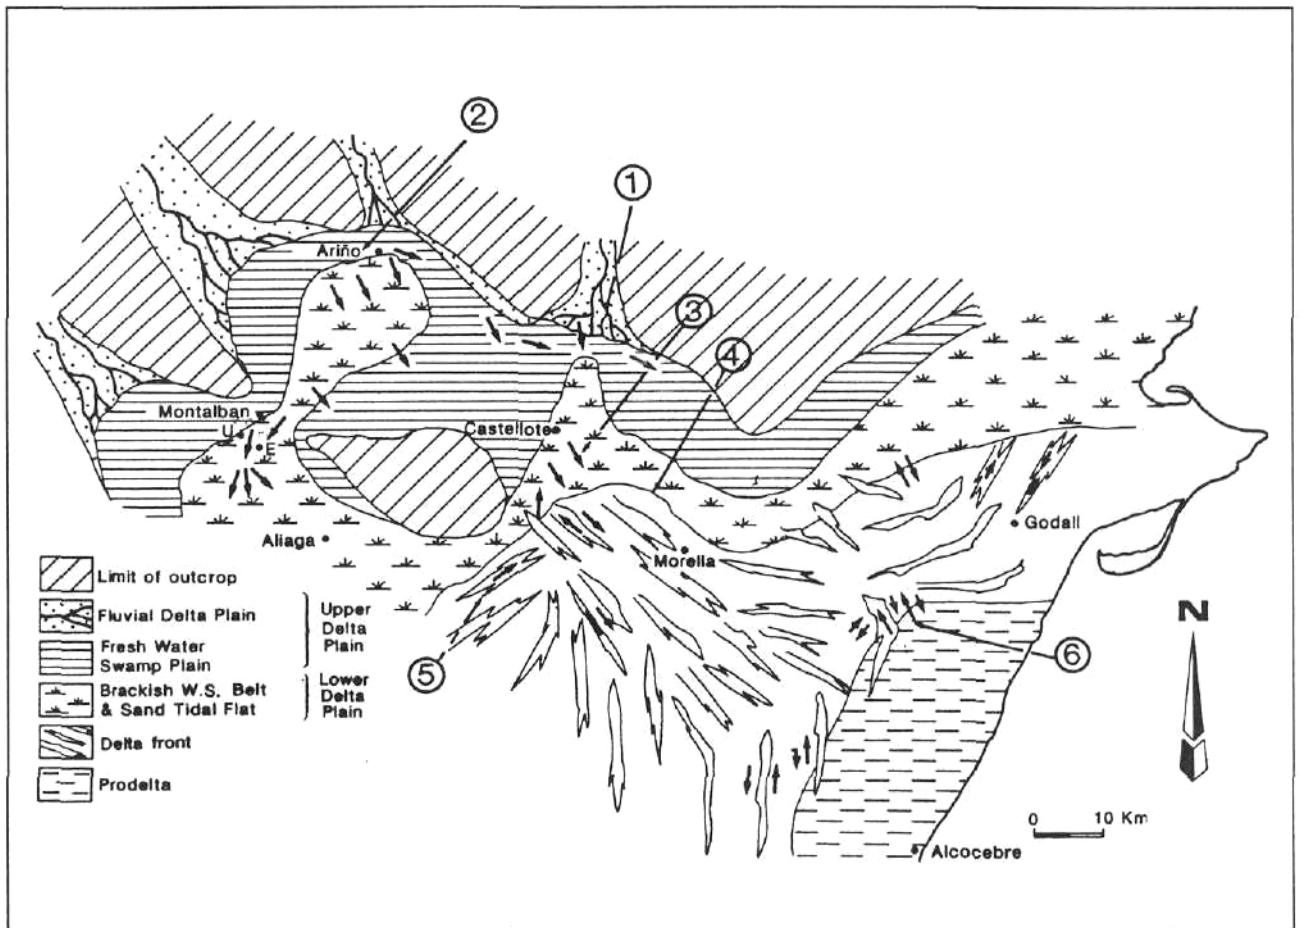 2
1
Ariño
3
4
Montalban
U
E
Castellote
Aliaga
Morella
Godall
5
6
N
0 10 Km
Alcocebre
Limit of outcrop
Fluvial Delta Plain
Fresh Water
Swamp Plain
Upper
Delta
Plain
Brackish W.S. Belt
& Sand Tidal Flat
Lower
Delta
Plain
Delta front
Prodelta